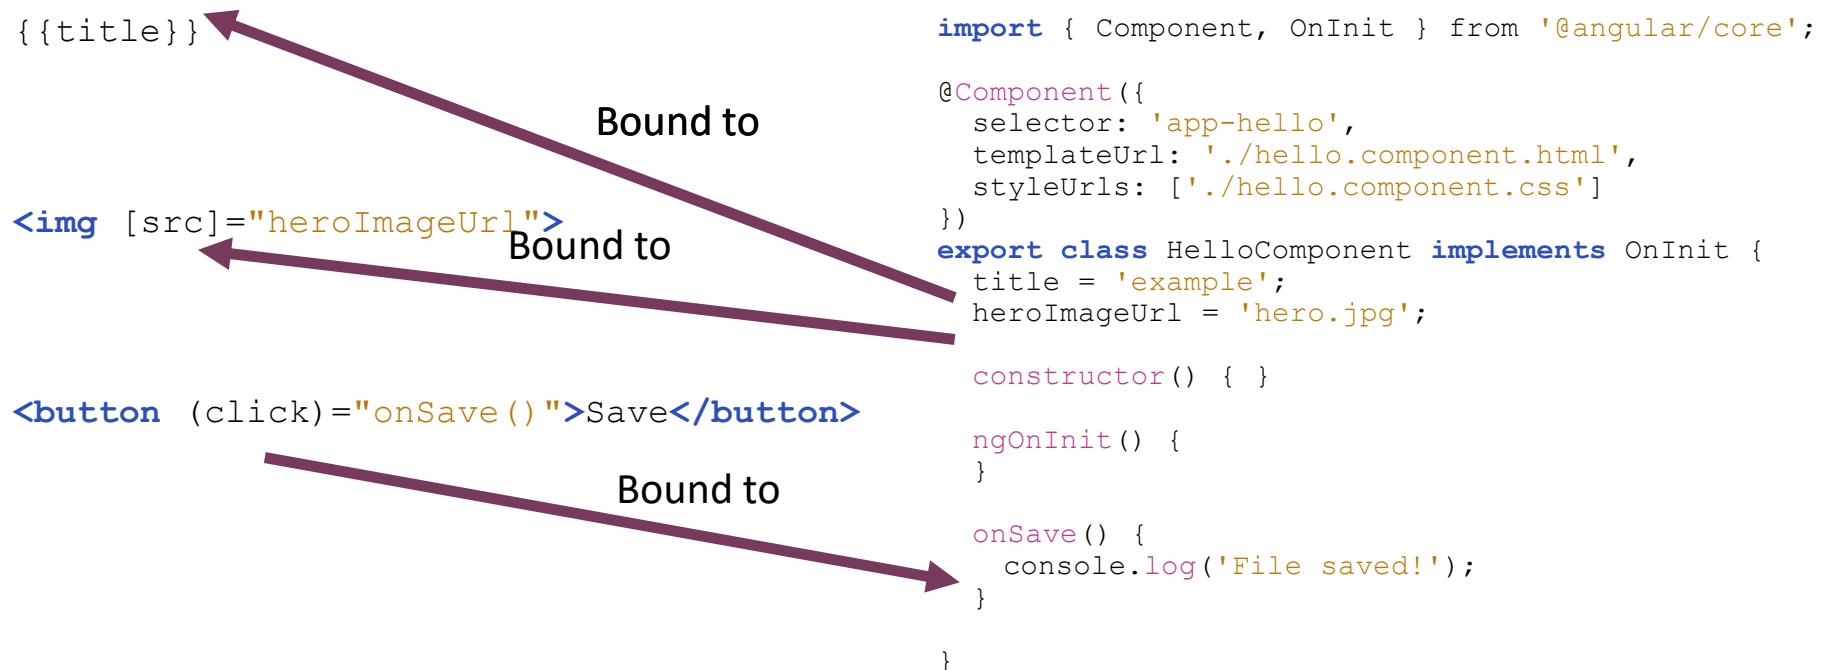 {{title}}
Bound to
<img [src]="heroImageUrl">
Bound to
<button (click)="onSave()">Save</button>
Bound to
import { Component, OnInit } from '@angular/core';
@Component({
  selector: 'app-hello',
  templateUrl: './hello.component.html',
  styleUrls: ['./hello.component.css']
})
export class HelloComponent implements OnInit {
  title = 'example';
  heroImageUrl = 'hero.jpg';
  constructor() { }
  ngOnInit() {
  }
  onSave() {
    console.log('File saved!');
  }
}